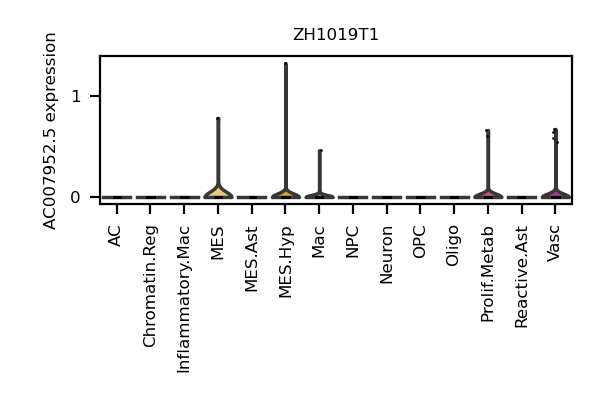 ZH1019T1
AC007952.5 expression
1
0
AC
Chromatin.Reg
Inflammatory.Mac
MES
MES.Ast
MES.Hyp
Mac
NPC
Neuron
OPC
Oligo
Prolif.Metab
Reactive.Ast
Vasc